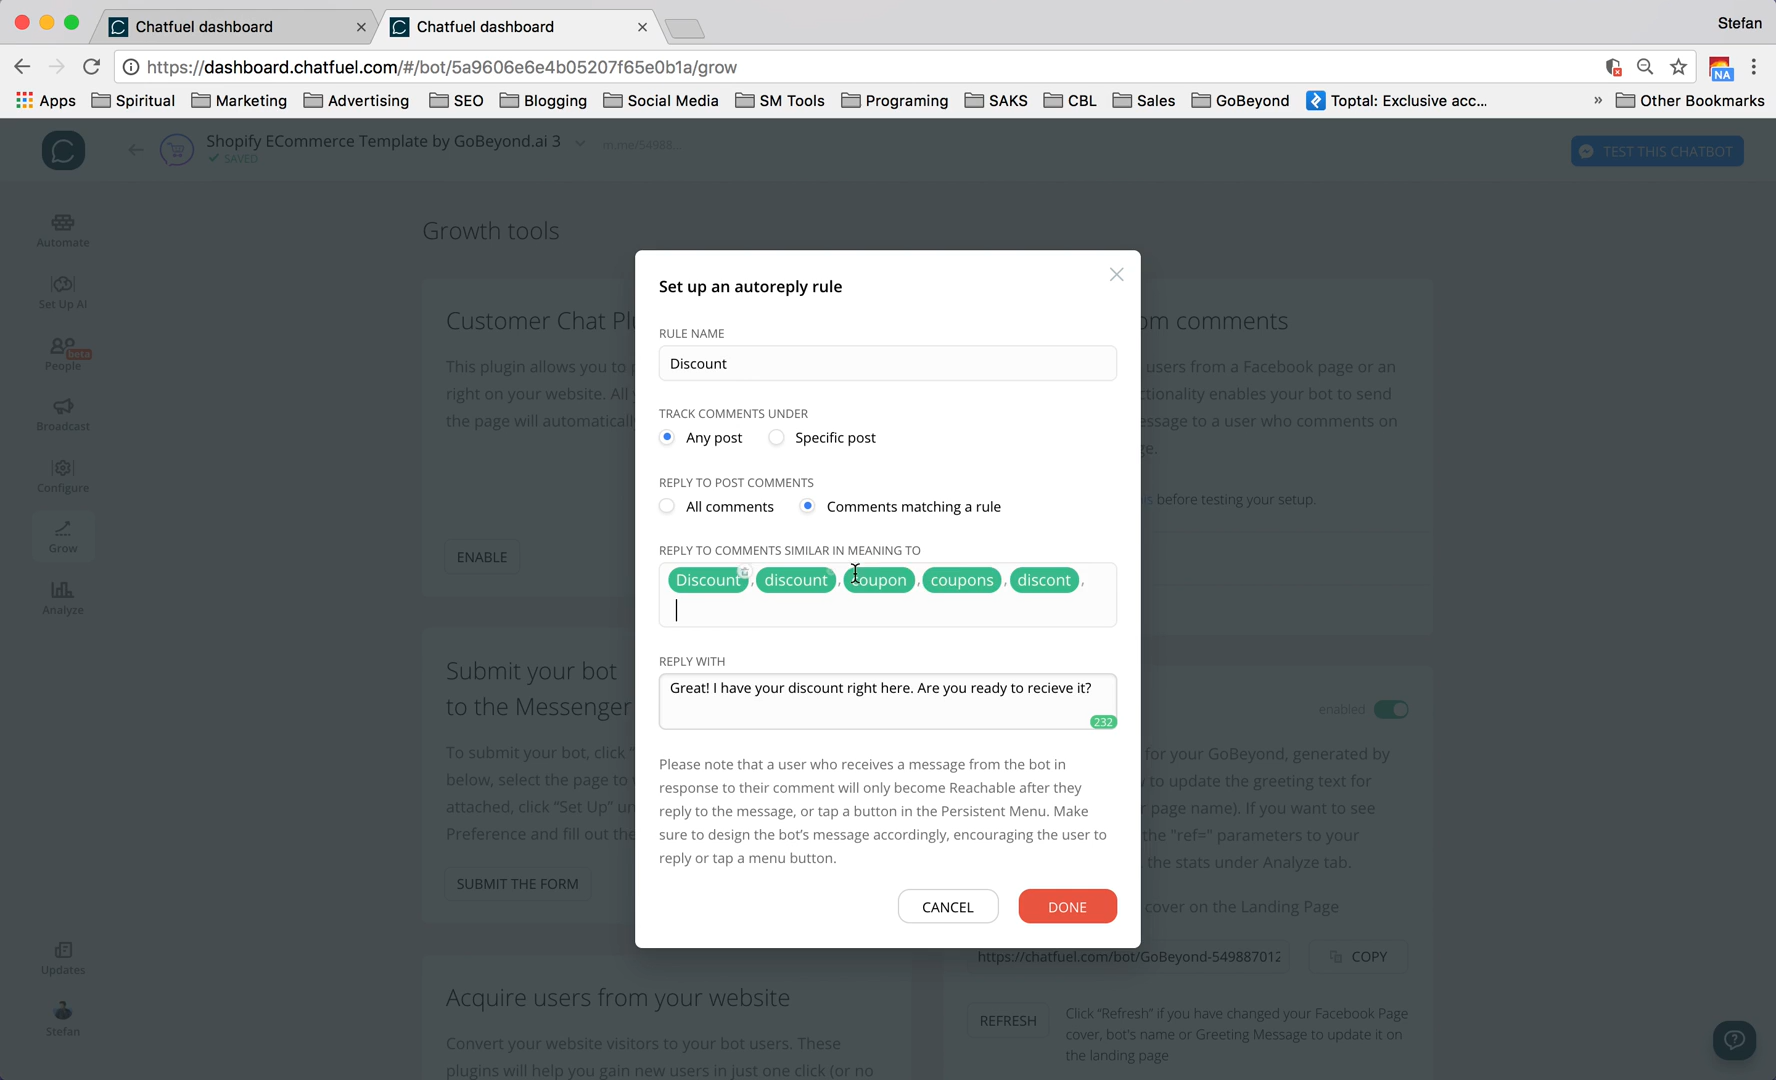 Chatfuel dashboard
Chatfuel dashboard
Stefan
https://dashboard.chatfuel.com/#/bot/5a9606e6e4b05207f65e0b1a/grow
NA
Apps Spiritual Marketing Advertising SEO Blogging Social Media SM Tools Programing SAKS CBL Sales GoBeyond Toptal: Exclusive acc... » Other Bookmarks
Shopify ECommerce Template by GoBeyond.ai 3 m.me/54988...
SAVED
TEST THIS CHATBOT
Automate
Set Up AI
People beta
Broadcast
Configure
Grow
Analyze
Updates
Stefan
Growth tools
Customer Chat Pl
This plugin allows you to
right on your website. All
the page will automatical
ENABLE
om comments
users from a Facebook page or an
ctionality enables your bot to send
essage to a user who comments on
ge.
s before testing your setup.
Set up an autoreply rule
RULE NAME
Discount
TRACK COMMENTS UNDER
Any post Specific post
REPLY TO POST COMMENTS
All comments Comments matching a rule
REPLY TO COMMENTS SIMILAR IN MEANING TO
Discount, discount, coupon, coupons, discont,
REPLY WITH
Great! I have your discount right here. Are you ready to recieve it?
232
Please note that a user who receives a message from the bot in
response to their comment will only become Reachable after they
reply to the message, or tap a button in the Persistent Menu. Make
sure to design the bot's message accordingly, encouraging the user to
reply or tap a menu button.
CANCEL DONE
Submit your bot
to the Messenger
To submit your bot, click "
below, select the page to
attached, click "Set Up" un
Preference and fill out the
SUBMIT THE FORM
enabled
for your GoBeyond, generated by
to update the greeting text for
page name). If you want to see
the "ref=" parameters to your
the stats under Analyze tab.
cover on the Landing Page
https://chatfuel.com/bot/GoBeyond-549887012
COPY
REFRESH
Click "Refresh" if you have changed your Facebook Page
cover, bot's name or Greeting Message to update it on
the landing page
Acquire users from your website
Convert your website visitors to your bot users. These
plugins will help you gain new users in just one click (or no